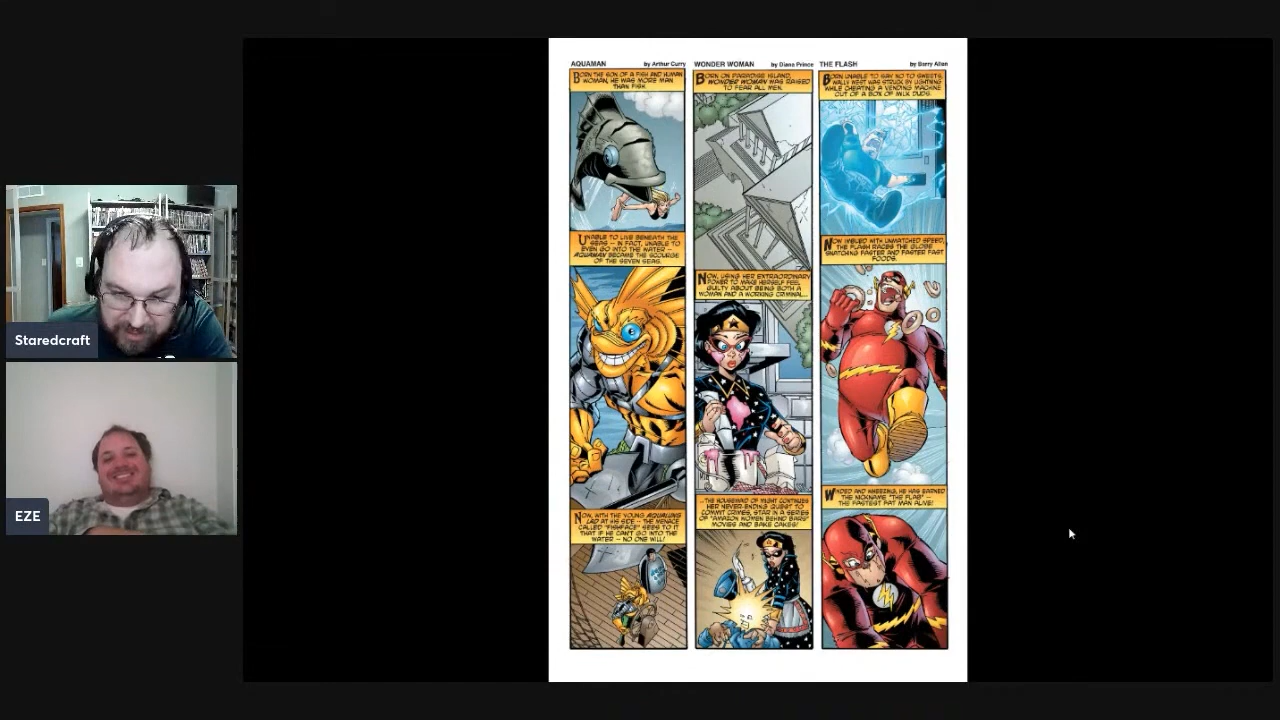 AQUAMAN by Arthur Curry
BORN THE SON OF A FISH AND HUMAN
WOMAN, HE WAS MORE MAN
THAN FISH.
UNABLE TO LIVE BENEATH THE
SEAS -- IN FACT, UNABLE TO
EVEN GO INTO THE WATER --
AQUAMAN BECAME THE SCOURGE
OF THE SEVEN SEAS.
NOW, WITH THE YOUNG AQUALUNG
LAD AT HIS SIDE -- THE MENACE
CALLED "FISHFACE" SEES TO IT
THAT IF HE CAN'T GO INTO THE
WATER -- NO ONE WILL!
WONDER WOMAN by Diana Prince
BORN ON PARADISE ISLAND,
WONDER WOMAN WAS RAISED
TO FEAR ALL MEN.
NOW, USING HER EXTRAORDINARY
POWER TO MAKE HERSELF FEEL
GUILTY ABOUT BEING BOTH A
WOMAN AND A WORKING CRIMINAL...
...THE HOUSEMAID OF MIGHT CONTINUES
HER NEVER-ENDING QUEST TO
COMMIT CRIMES, STAR IN A SERIES
OF "AMAZON WOMEN BEHIND BARS"
MOVIES AND BAKE CAKES!
THE FLASH by Barry Allen
BORN UNABLE TO SAY NO TO SWEETS,
WALLY WEST WAS STRUCK BY LIGHTNING
WHILE CHEATING A VENDING MACHINE
OUT OF A BOX OF MILK DUDS.
NOW IMBUED WITH UNMATCHED SPEED,
THE FLASH RACES THE GLOBE
SNATCHING FASTER AND FASTER FAST
FOODS.
WINDED AND WHEEZING, HE HAS EARNED
THE NICKNAME "THE FLAB" --
THE FASTEST FAT MAN ALIVE!
Staredcraft
EZE